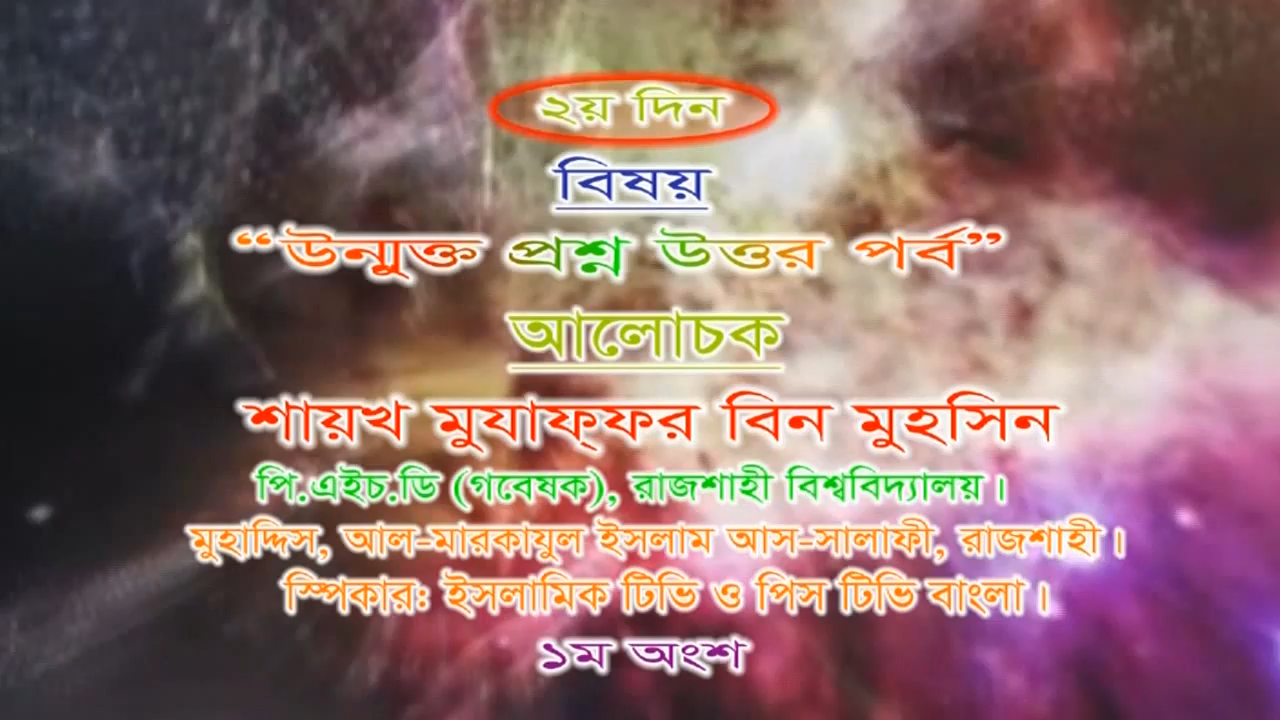 ২য় দিন
বিষয়
“উন্মুক্ত প্রশ্ন উত্তর পর্ব”
আলোচক
শায়খ মুযাফ্‌ফর বিন মুহসিন
পি.এইচ.ডি (গবেষক), রাজশাহী বিশ্ববিদ্যালয়।
মুহাদ্দিস, আল-মারকাযুল ইসলাম আস-সালাফী, রাজশাহী।
স্পিকার: ইসলামিক টিভি ও পিস টিভি বাংলা।
১ম অংশ